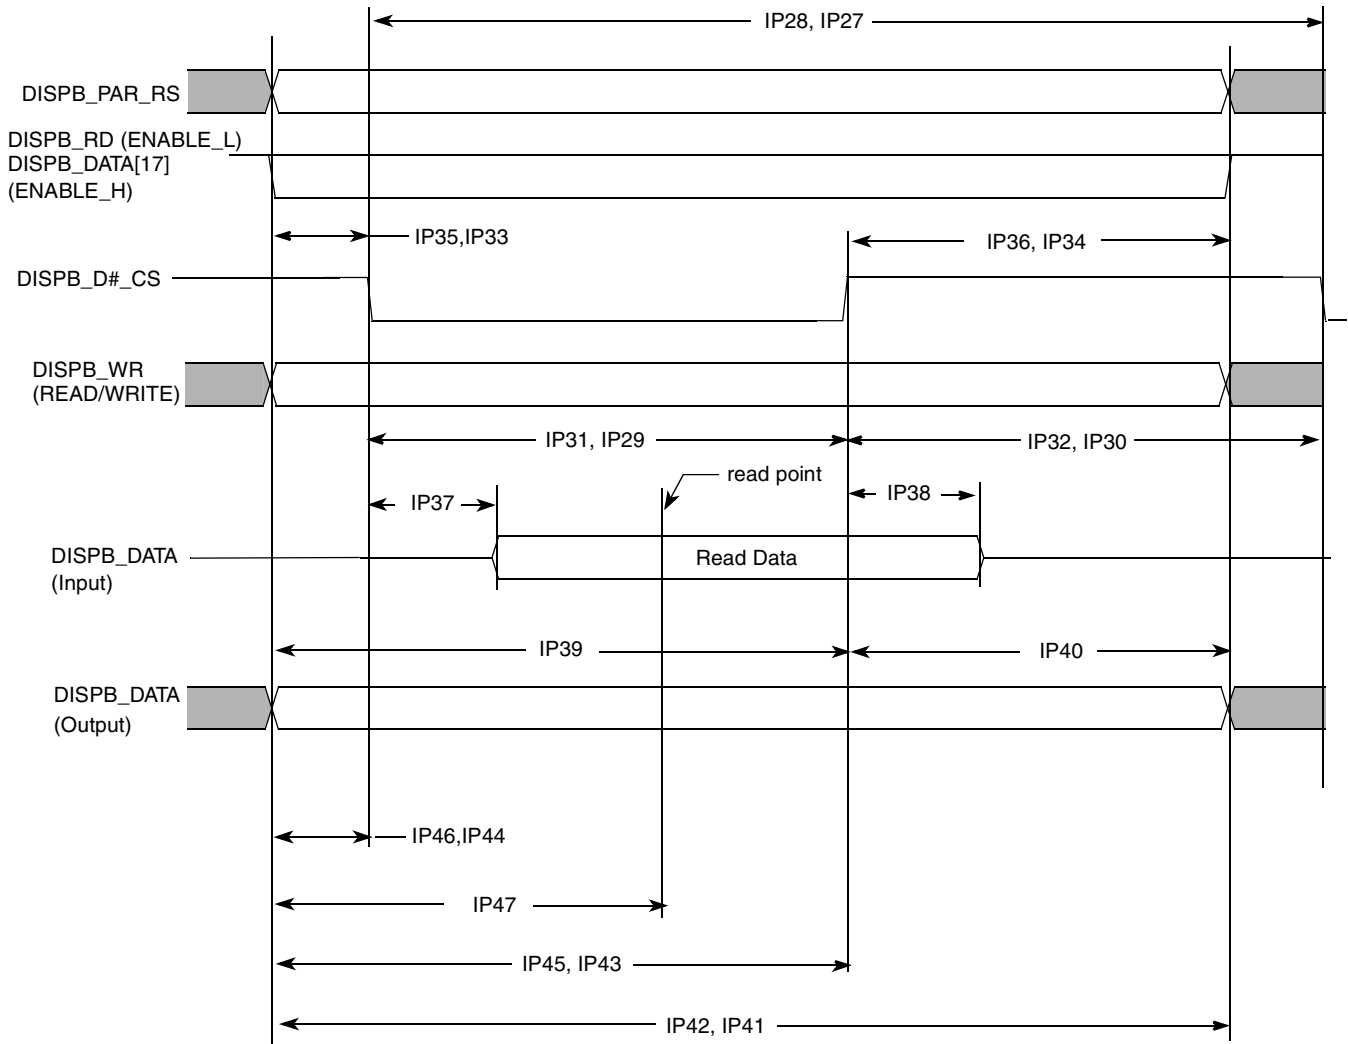 IP28, IP27
DISPB_PAR_RS
DISPB_RD (ENABLE_L)
DISPB_DATA[17]
(ENABLE_H)
IP35,IP33
IP36, IP34
DISPB_D#_CS
DISPB_WR
(READ/WRITE)
IP31, IP29
IP32, IP30
read point
IP37
IP38
DISPB_DATA
(Input)
Read Data
IP39
IP40
DISPB_DATA
(Output)
IP46,IP44
IP47
IP45, IP43
IP42, IP41